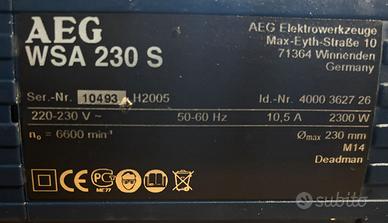 AEG
WSA 230 S
AEG Elektrowerkzeuge
Max-Eyth-Straße 10
71364 Winnenden
Germany
Ser.-Nr. 10493 H2005
Id.-Nr. 4000 3627 26
220-230 V ~ 50-60 Hz 10,5 A 2300 W
n₀ = 6600 min⁻¹ Ømax 230 mm
M14
Deadman
CE
subito